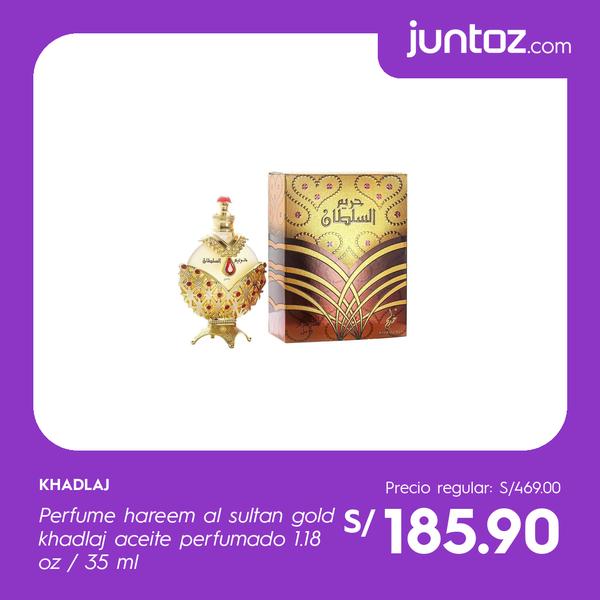 juntoz.com
حريم
السلطان
حريم السلطان
KHADLAJ
Perfume hareem al sultan gold
khadlaj aceite perfumado 1.18
oz / 35 ml
Precio regular: S/469.00
S/185.90